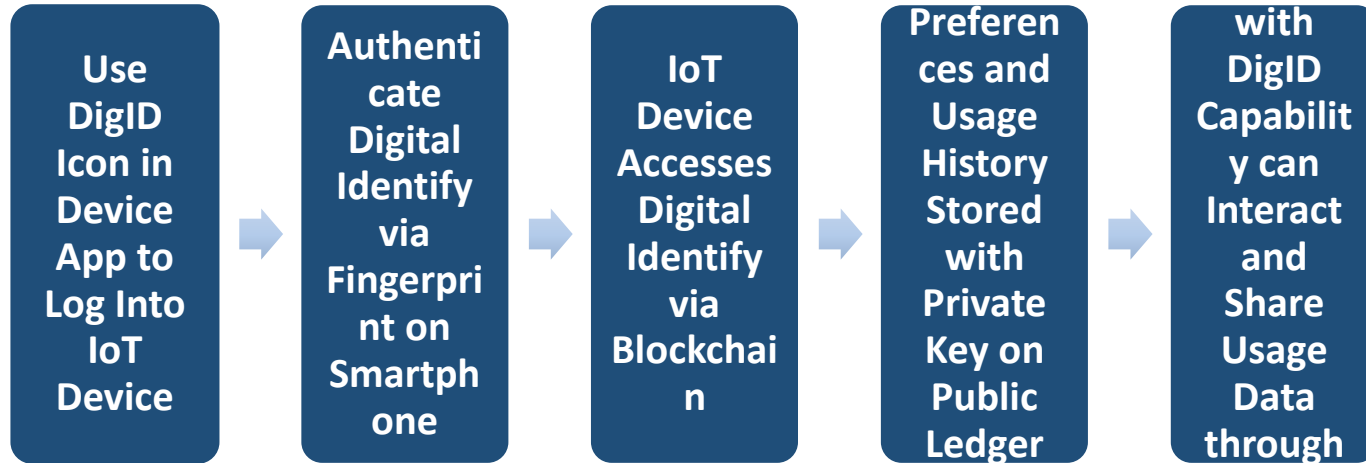 Use
DigID
Icon in
Device
App to
Log Into
IoT
Device
Authenti
cate
Digital
Identify
via
Fingerpri
nt on
Smartph
one
IoT
Device
Accesses
Digital
Identify
via
Blockchai
n
Preferen
ces and
Usage
History
Stored
with
Private
Key on
Public
Ledger
with
DigID
Capabilit
y can
Interact
and
Share
Usage
Data
through